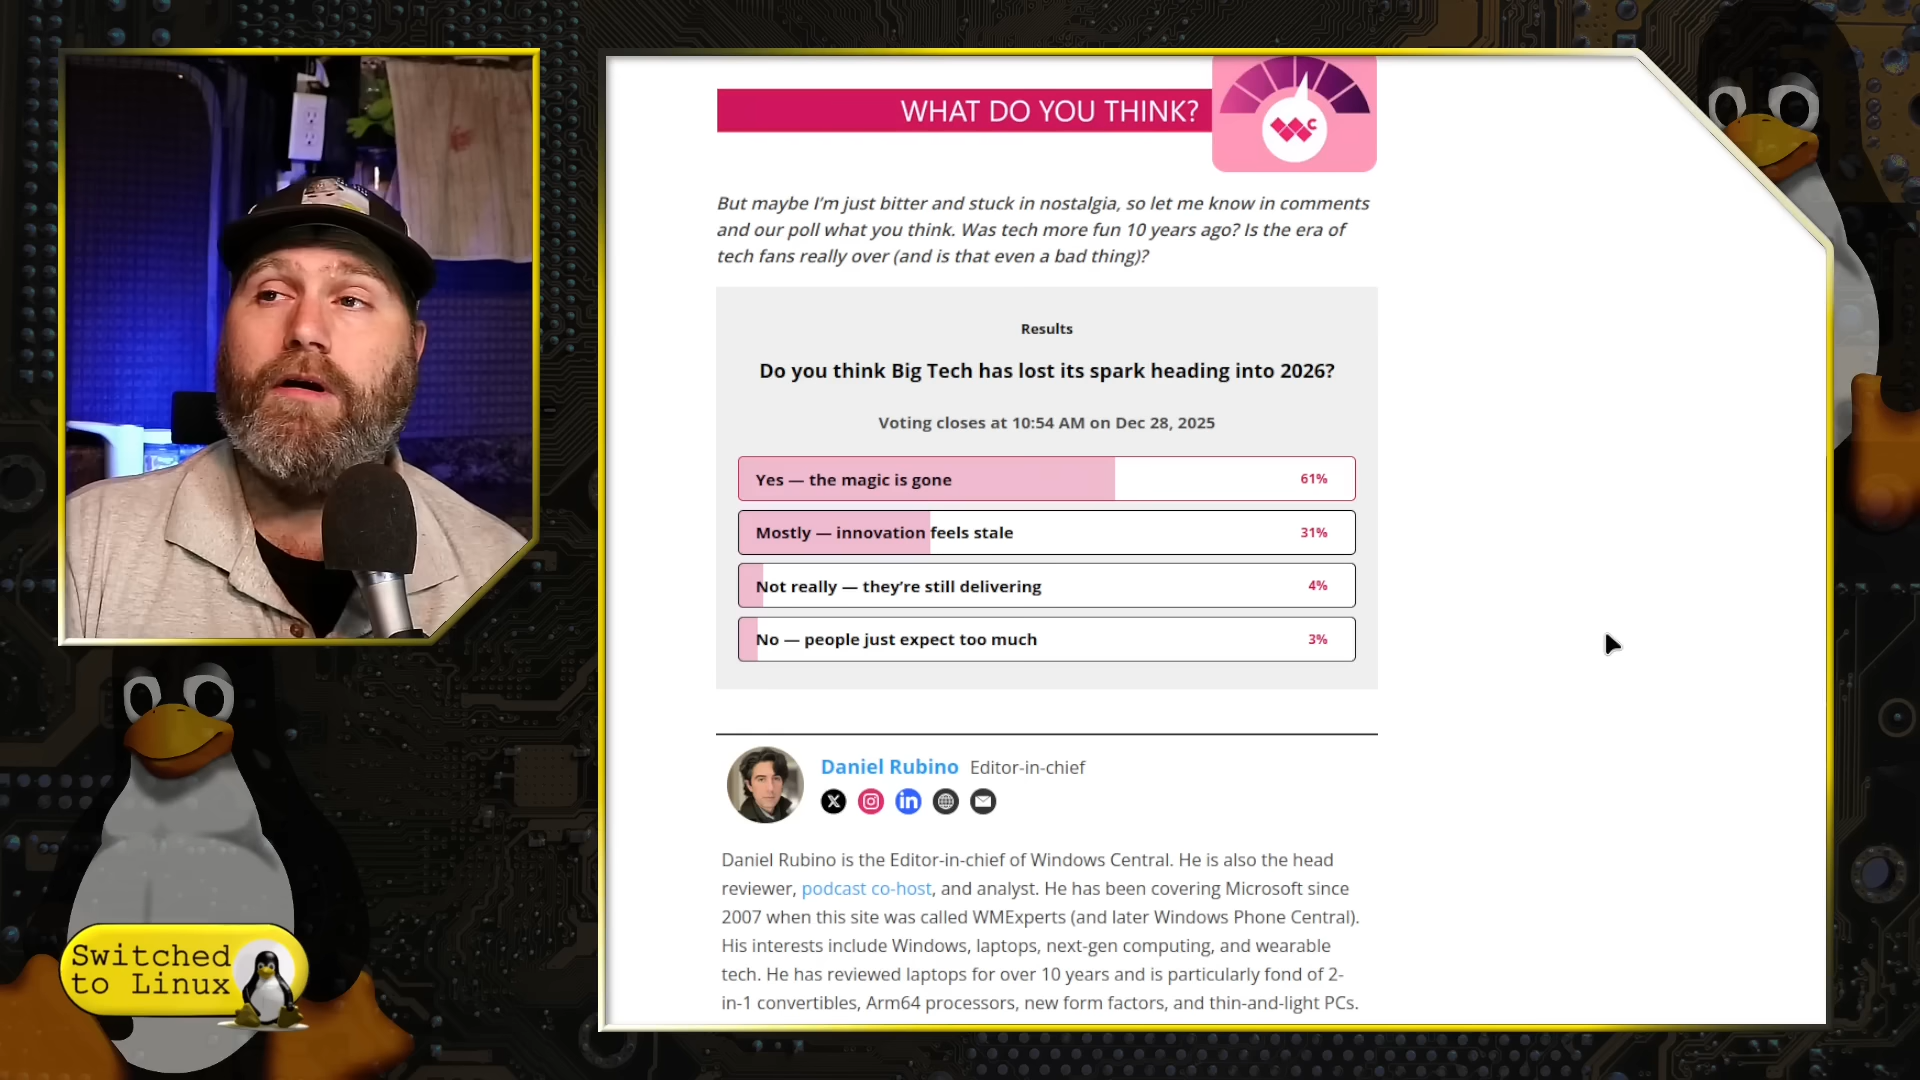 WHAT DO YOU THINK?
But maybe I'm just bitter and stuck in nostalgia, so let me know in comments
and our poll what you think. Was tech more fun 10 years ago? Is the era of
tech fans really over (and is that even a bad thing)?
Results
Do you think Big Tech has lost its spark heading into 2026?
Voting closes at 10:54 AM on Dec 28, 2025
Yes — the magic is gone 61%
Mostly — innovation feels stale 31%
Not really — they're still delivering 4%
No — people just expect too much 3%
Daniel Rubino Editor-in-chief
Daniel Rubino is the Editor-in-chief of Windows Central. He is also the head
reviewer, podcast co-host, and analyst. He has been covering Microsoft since
2007 when this site was called WMExperts (and later Windows Phone Central).
His interests include Windows, laptops, next-gen computing, and wearable
tech. He has reviewed laptops for over 10 years and is particularly fond of 2-
in-1 convertibles, Arm64 processors, new form factors, and thin-and-light PCs.
Switched
to Linux